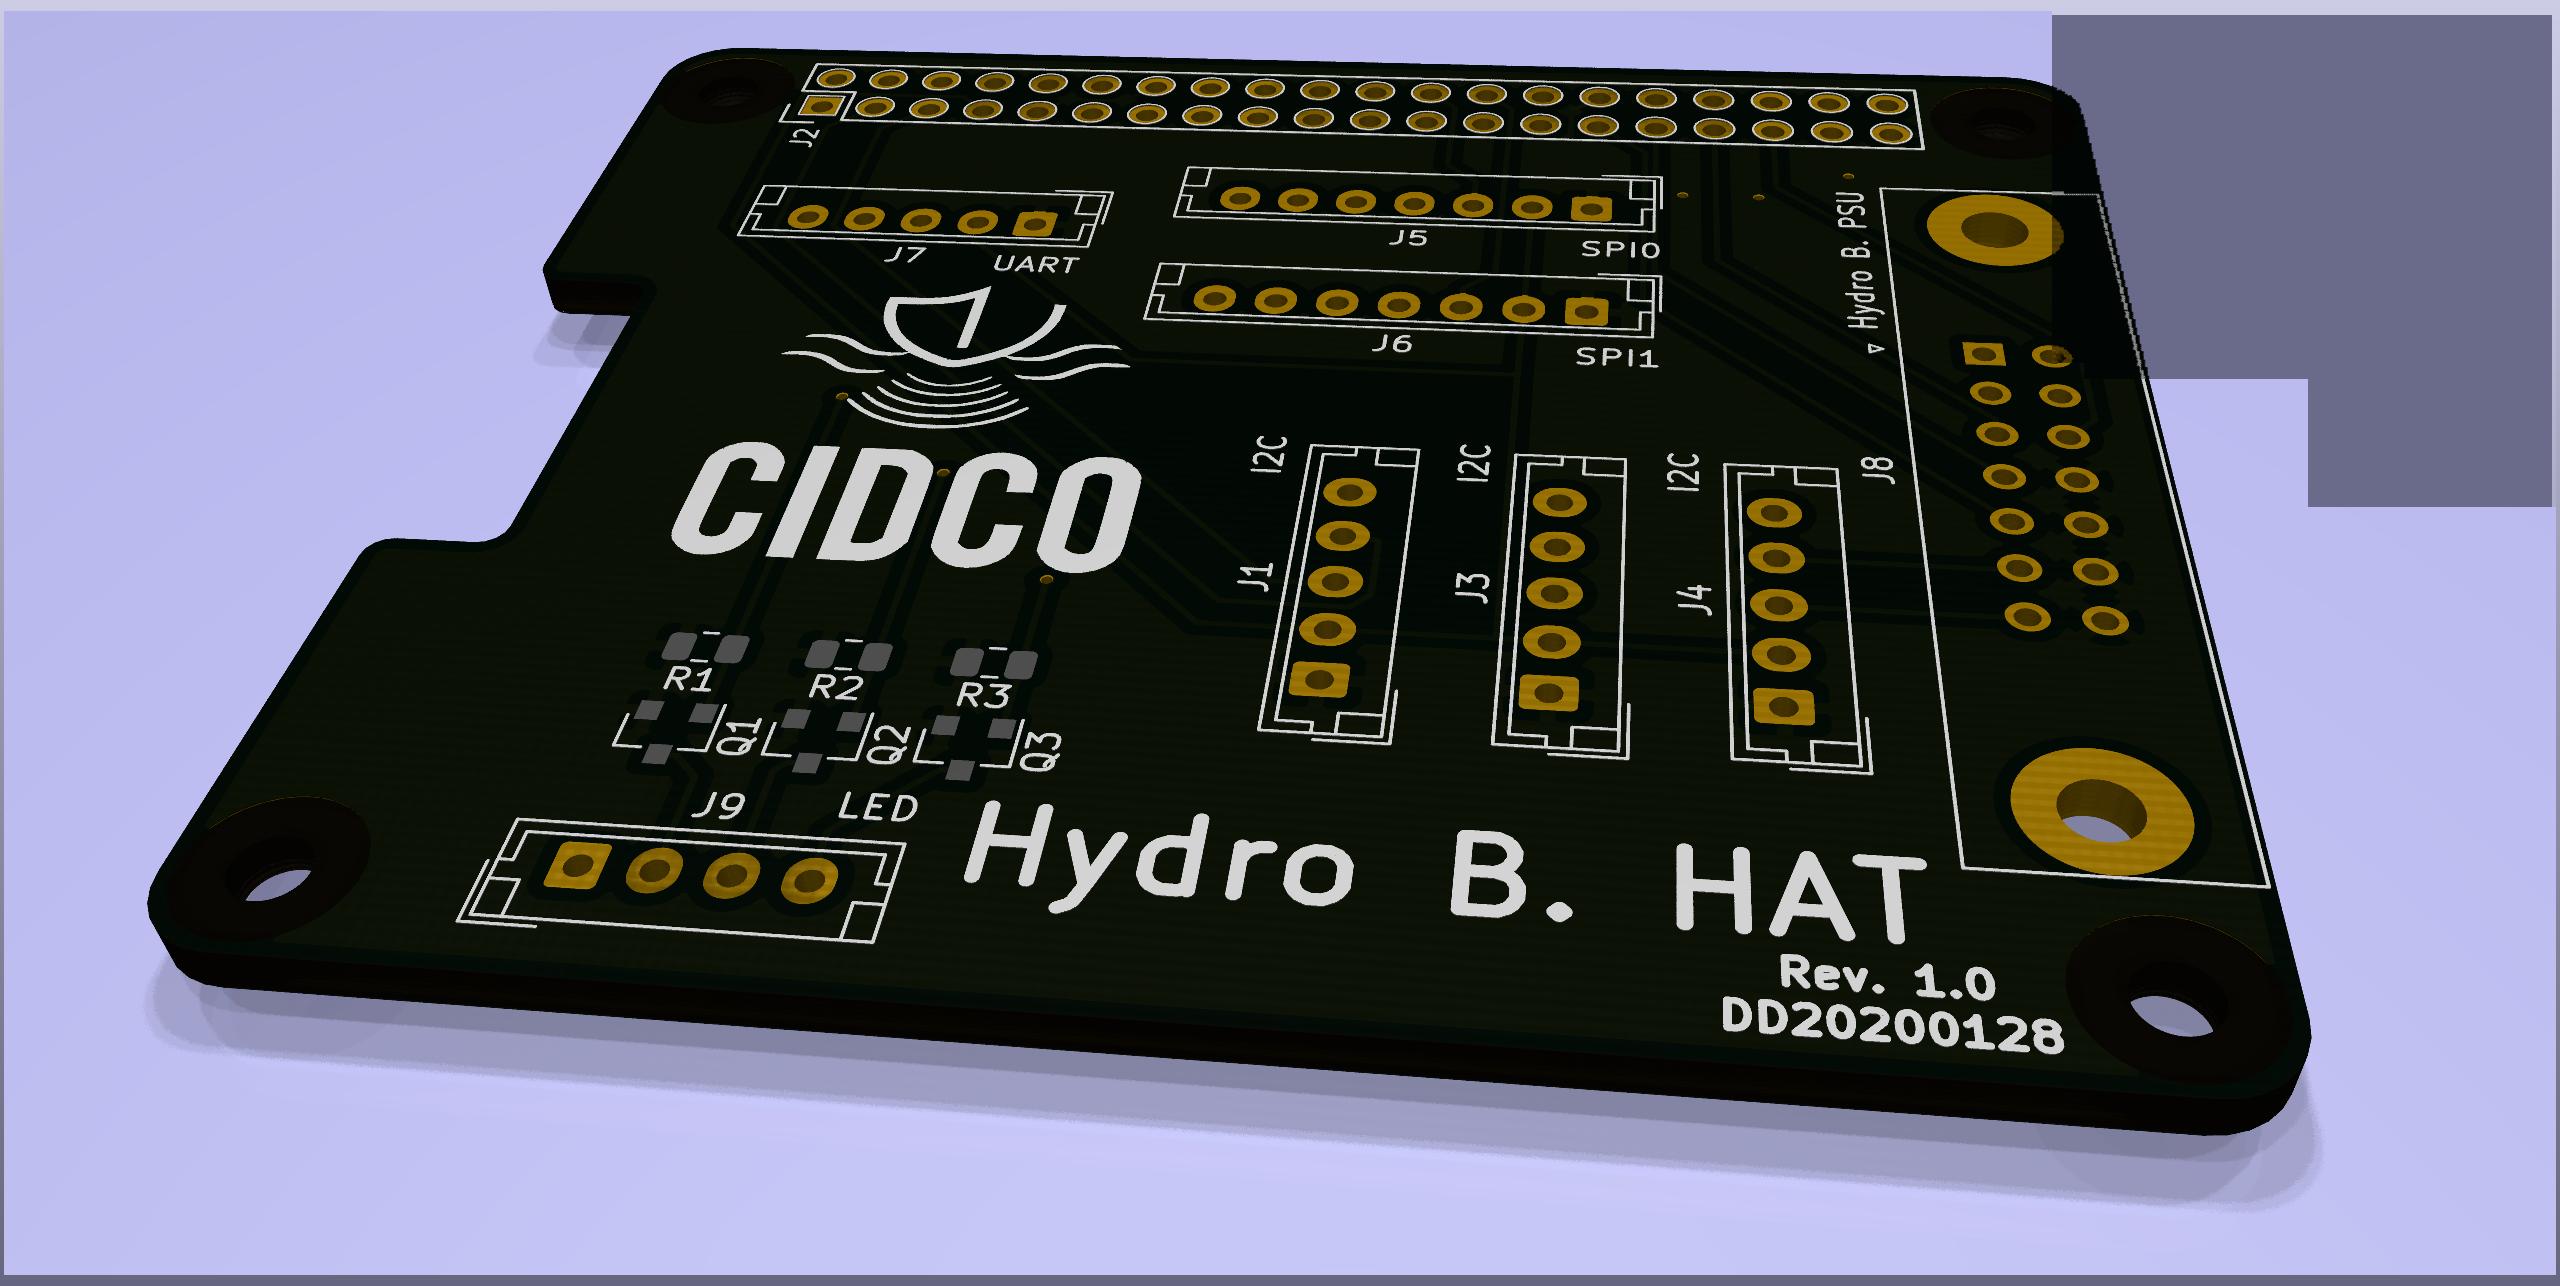 J2
J7
UART
J5
SPI0
J6
SPI1
Hydro B. PSU
CIDCO
I2C
I2C
I2C
J8
J1
J3
J4
R1
R2
R3
Q1
Q2
Q3
J9
LED
Hydro B. HAT
Rev. 1.0
DD20200128